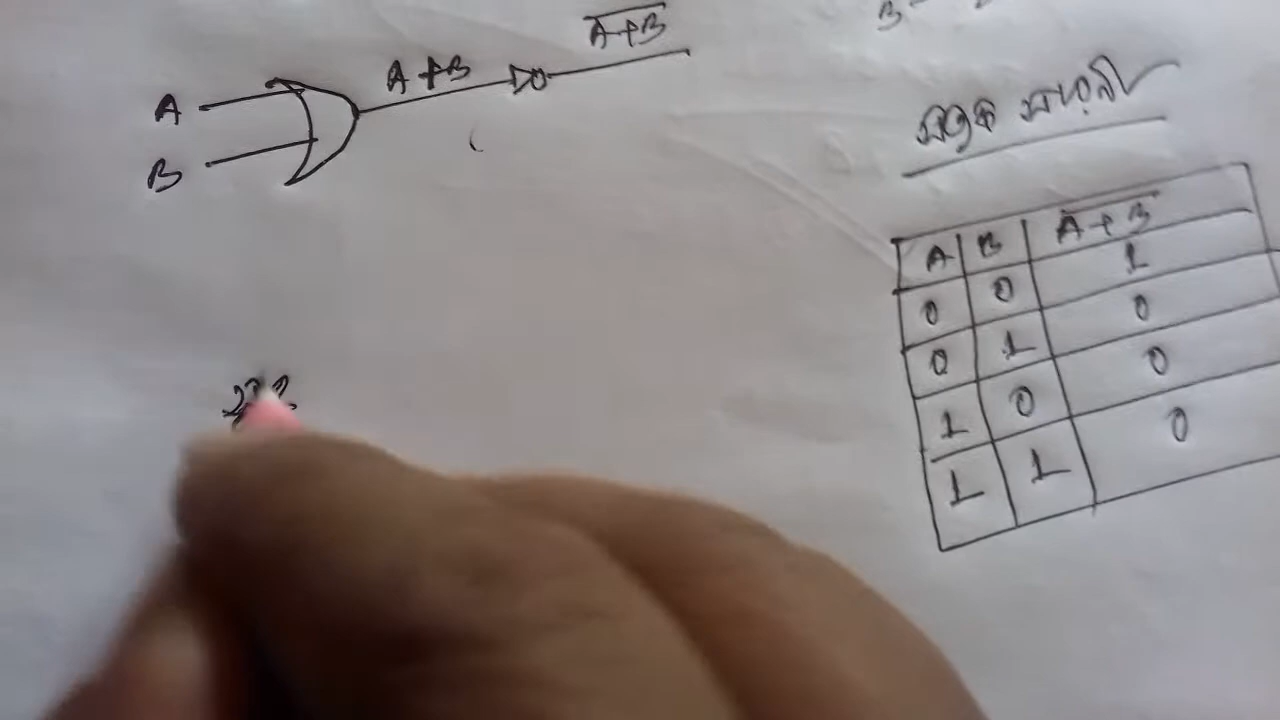 A
B
A+B
A̅+̅B̅
সত্যক সারণী
A B A̅+̅B̅
0 0 1
0 1 0
1 0 0
1 1 0